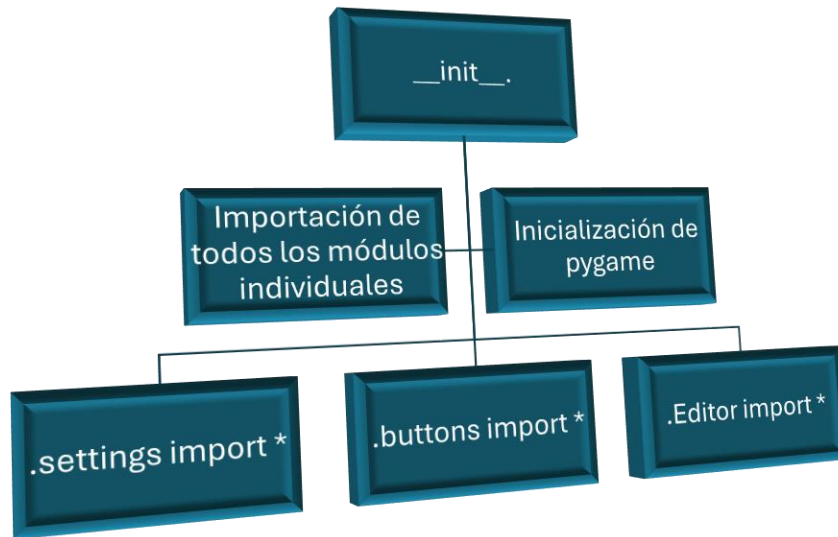 __init__.
Importación de
todos los módulos
individuales
Inicialización de
pygame
.settings import *
.buttons import *
.Editor import *